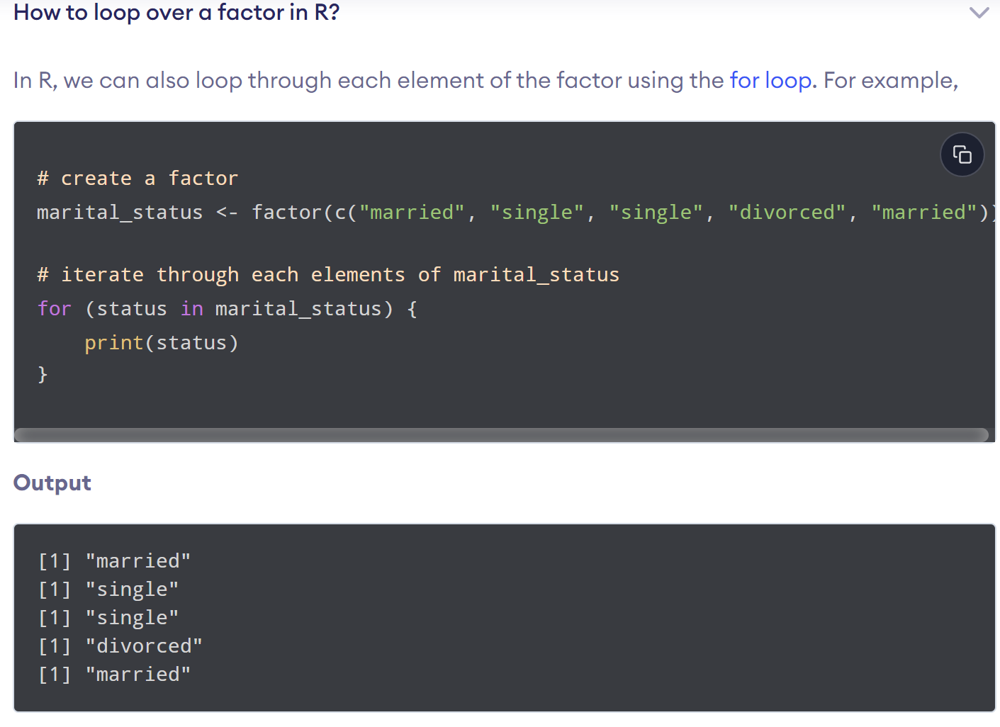 How to loop over a factor in R?
In R, we can also loop through each element of the factor using the for loop. For example,
# create a factor
marital_status <- factor(c("married", "single", "single", "divorced", "married"))
# iterate through each elements of marital_status
for (status in marital_status) {
    print(status)
}
Output
[1] "married"
[1] "single"
[1] "single"
[1] "divorced"
[1] "married"